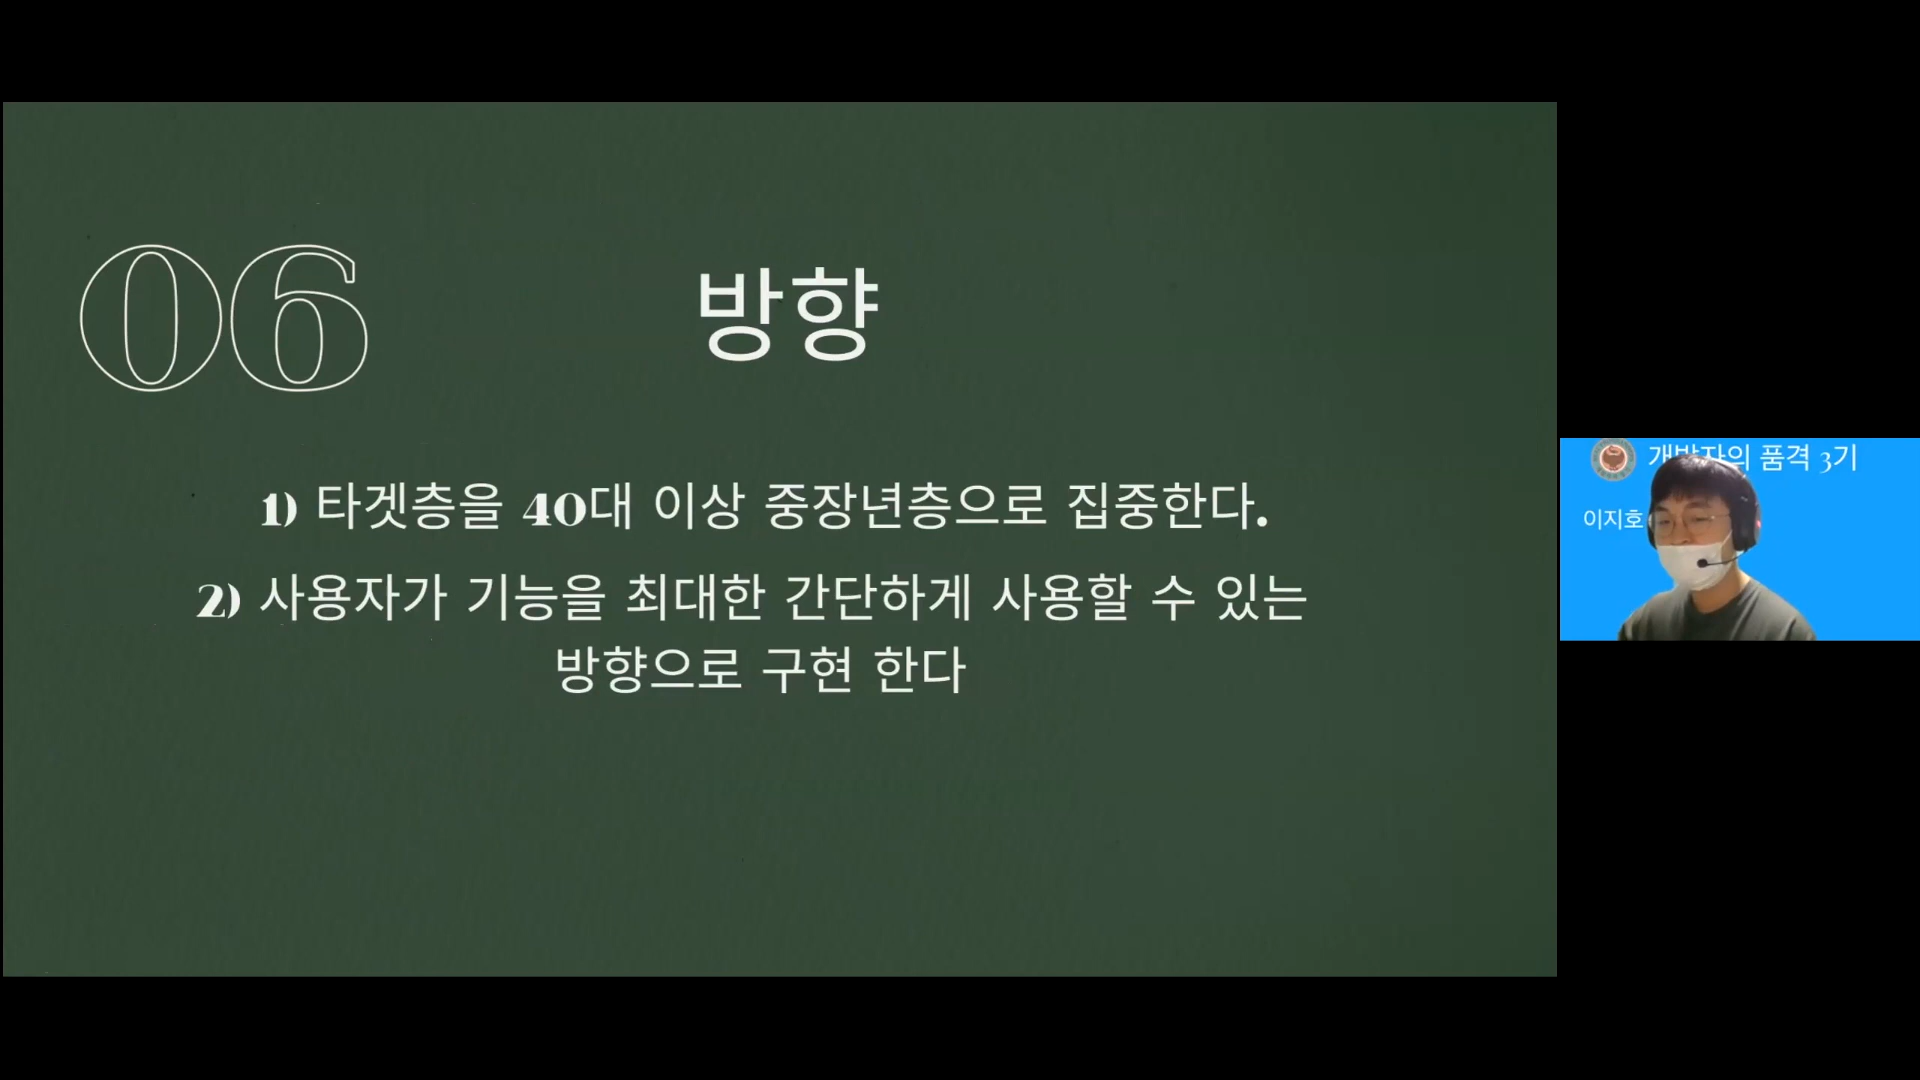 06
방향
1) 타겟층을 40대 이상 중장년층으로 집중한다.
2) 사용자가 기능을 최대한 간단하게 사용할 수 있는
방향으로 구현 한다
개발자의 품격 3기
이지호